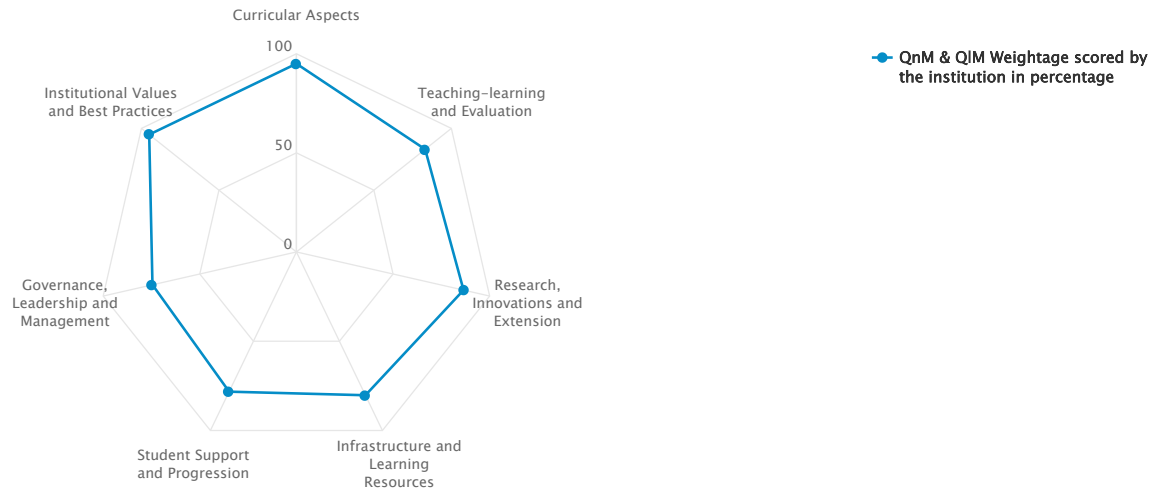 Curricular Aspects
100
50
0
Teaching-learning
and Evaluation
Research,
Innovations and
Extension
Infrastructure and
Learning
Resources
Student Support
and Progression
Governance,
Leadership and
Management
Institutional Values
and Best Practices
QnM & QlM Weightage scored by
the institution in percentage